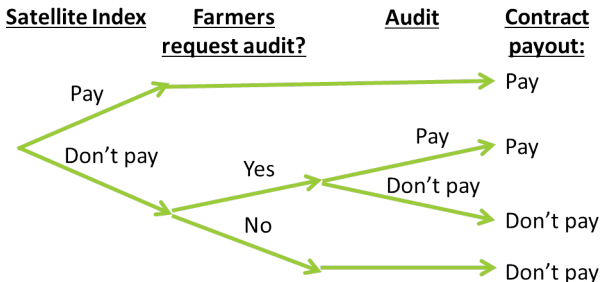 Satellite Index
Farmers
request audit?
Audit
Contract
payout:
Pay
Pay
Don't pay
Yes
No
Pay
Don't pay
Pay
Don't pay
Don't pay